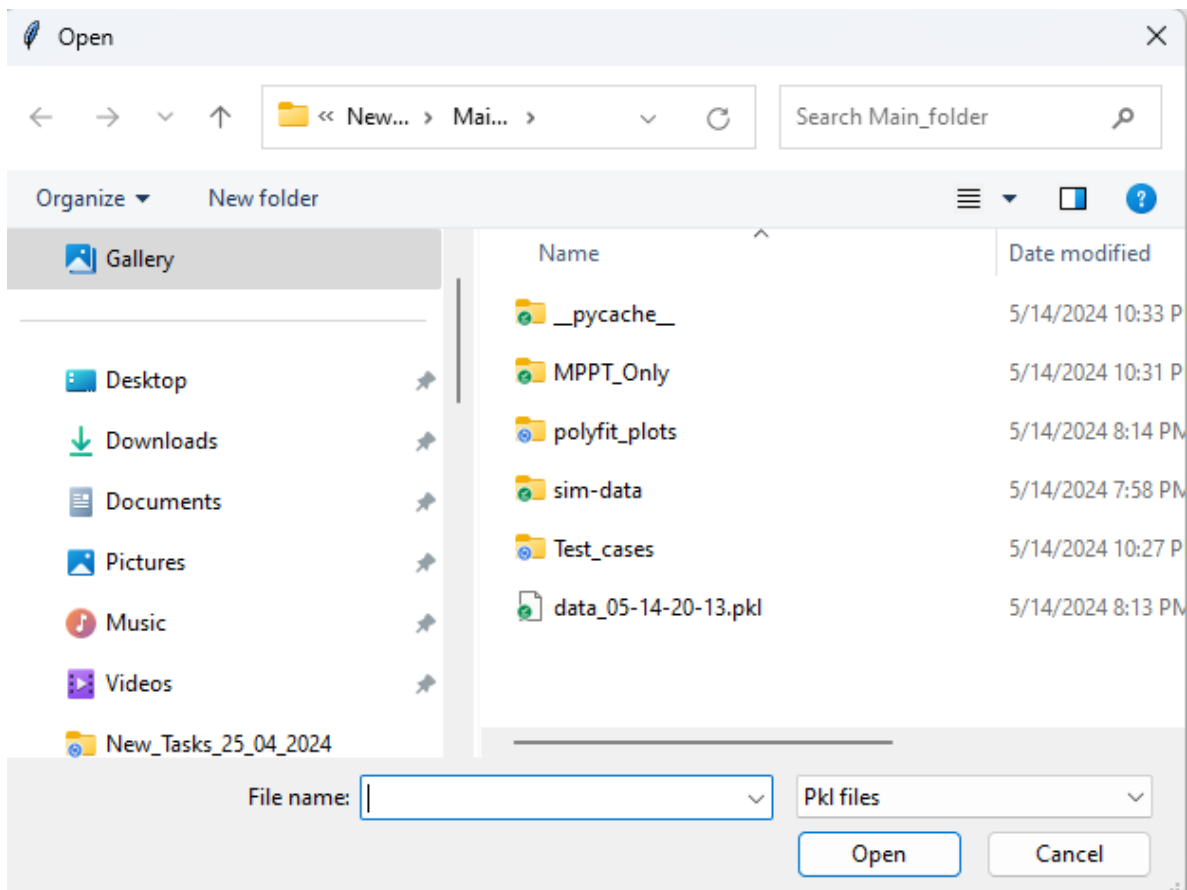 Open
« New... › Mai... ›
Search Main_folder
Organize
New folder
?
Gallery
Desktop
Downloads
Documents
Pictures
Music
Videos
New_Tasks_25_04_2024
Name Date modified
__pycache__ 5/14/2024 10:33 P
MPPT_Only 5/14/2024 10:31 P
polyfit_plots 5/14/2024 8:14 PM
sim-data 5/14/2024 7:58 PM
Test_cases 5/14/2024 10:27 P
data_05-14-20-13.pkl 5/14/2024 8:13 PM
File name:
Pkl files
Open Cancel